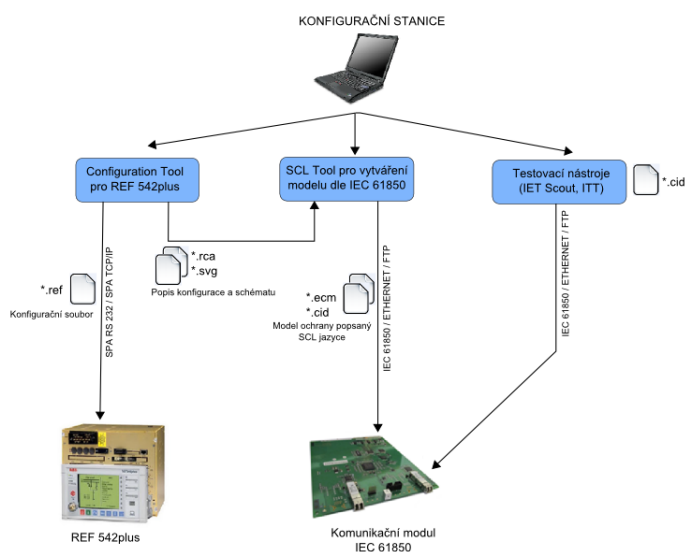 KONFIGURAČNÍ STANICE
Configuration Tool
pro REF 542plus
SCL Tool pro vytváření
modelu dle IEC 61850
Testovací nástroje
(IET Scout, ITT)
*.cid
*.rca
*.svg
Popis konfigurace a schématu
*.ref
Konfigurační soubor
SPA RS 232 / SPA TCP/IP
*.ecm
*.cid
Model ochrany popsaný
SCL jazyce
IEC 61850 / ETHERNET / FTP
IEC 61850 / ETHERNET / FTP
REF 542plus
Komunikační modul
IEC 61850